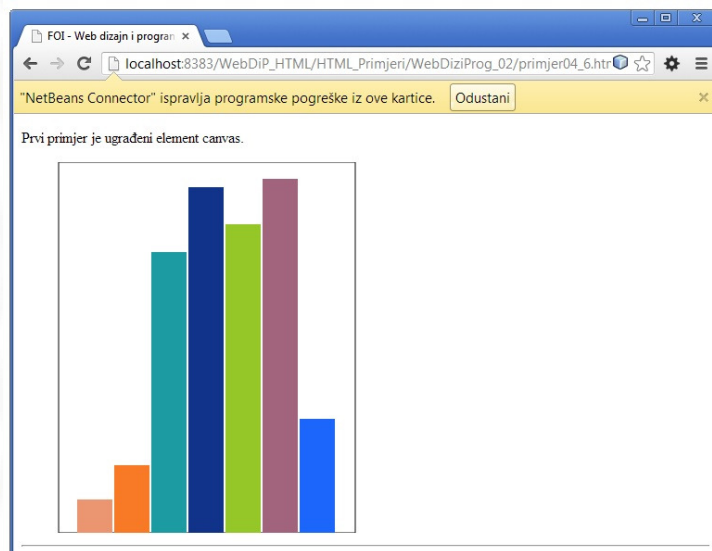 FOI - Web dizajn i progran
localhost:8383/WebDiP_HTML/HTML_Primjeri/WebDiziProg_02/primjer04_6.htr
"NetBeans Connector" ispravlja programske pogreške iz ove kartice. Odustani
Prvi primjer je ugrađeni element canvas.